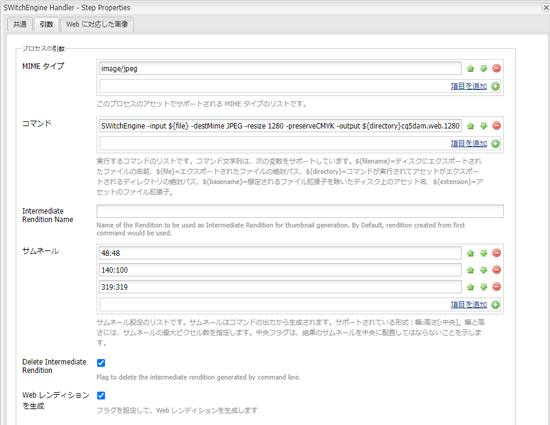 SWitchEngine Handler - Step Properties
共通 引数 Web に対応した画像
プロセスの引数
MIME タイプ image/jpeg
項目を追加
このプロセスのアセットでサポートされる MIME タイプのリストです。
コマンド SWitchEngine -input ${file} -destMime JPEG -resize 1280 -preserveCMYK -output ${directory}cq5dam.web.1280
項目を追加
実行するコマンドのリストです。コマンド文字列は、次の変数をサポートしています。${filename}=ディスクにエクスポートされ
たファイルの名前、${file}=エクスポートされたファイルの絶対パス、${directory}=コマンドが実行されてアセットがエクスポ
ートされるディレクトリの絶対パス、${basename}=想定されるファイル拡張子を除いたディスク上のアセット名、${extension}=ア
セットのファイル拡張子。
Intermediate
Rendition Name
Name of the Rendition to be used as Intermediate Rendition for thumbnail generation. By Default, rendition created from first
command would be used.
サムネール 48:48
140:100
319:319
項目を追加
サムネール設定のリストです。サムネールはコマンドの出力から生成されます。サポートされている形式：幅:高さ[:中央]。幅と高
さには、サムネールの最大ピクセル数を指定します。中央フラグは、結果のサムネールを中央に配置してはならないことを示しま
す。
Delete Intermediate
Rendition
Flag to delete the intermediate rendition generated by command line.
Web レンディション
を生成
フラグを設定して、Web レンディションを生成します